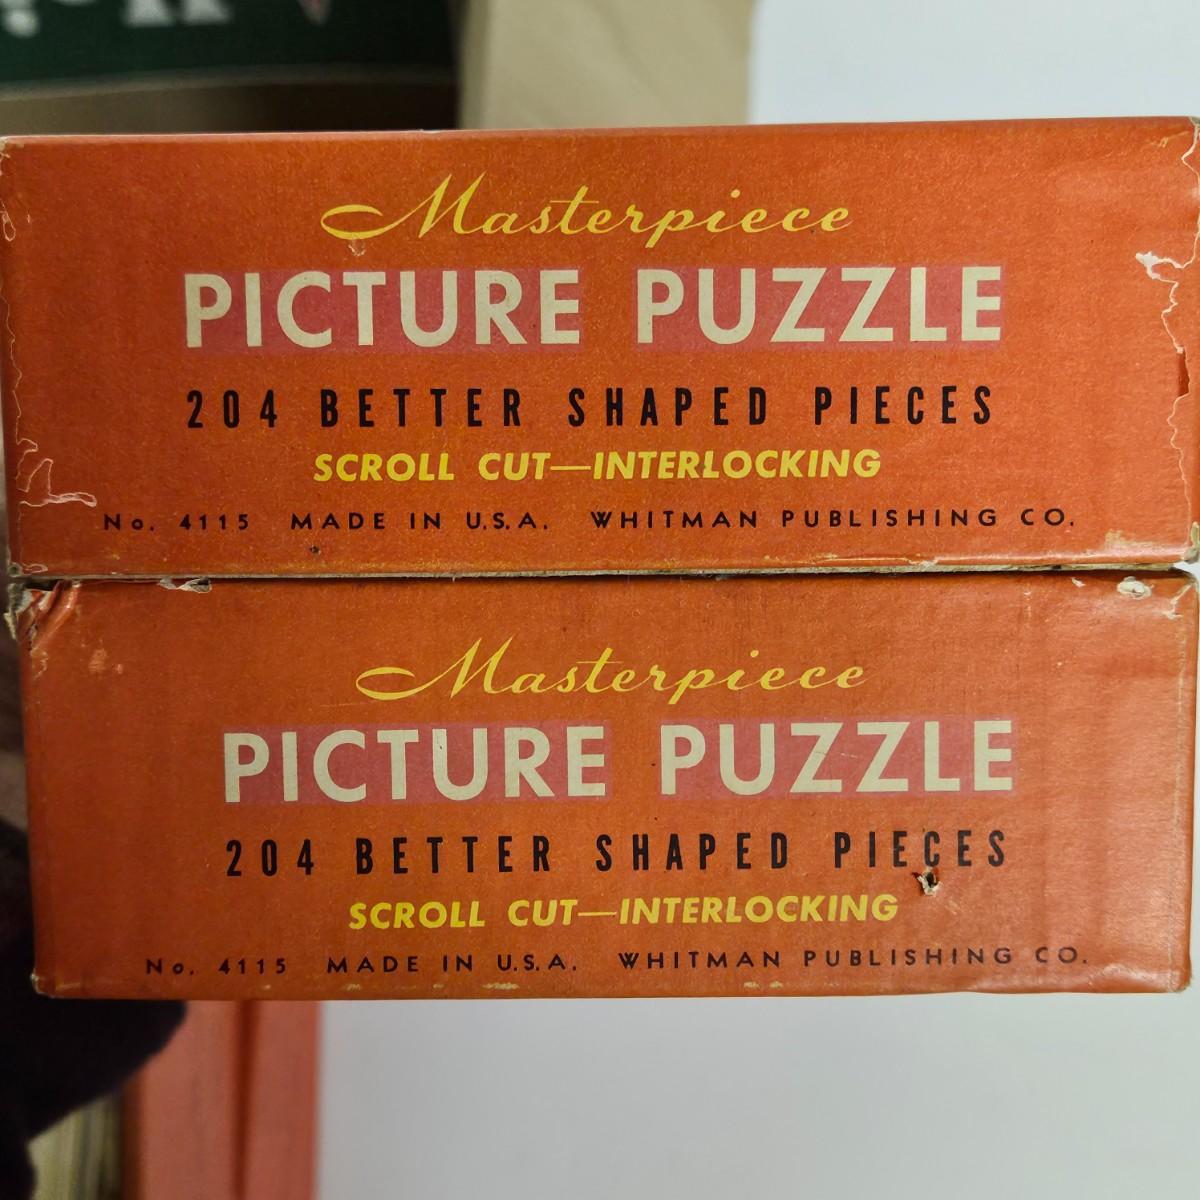 Masterpiece
PICTURE PUZZLE
204 BETTER SHAPED PIECES
SCROLL CUT—INTERLOCKING
No. 4115 MADE IN U.S.A. WHITMAN PUBLISHING CO.
Masterpiece
PICTURE PUZZLE
204 BETTER SHAPED PIECES
SCROLL CUT—INTERLOCKING
No. 4115 MADE IN U.S.A. WHITMAN PUBLISHING CO.